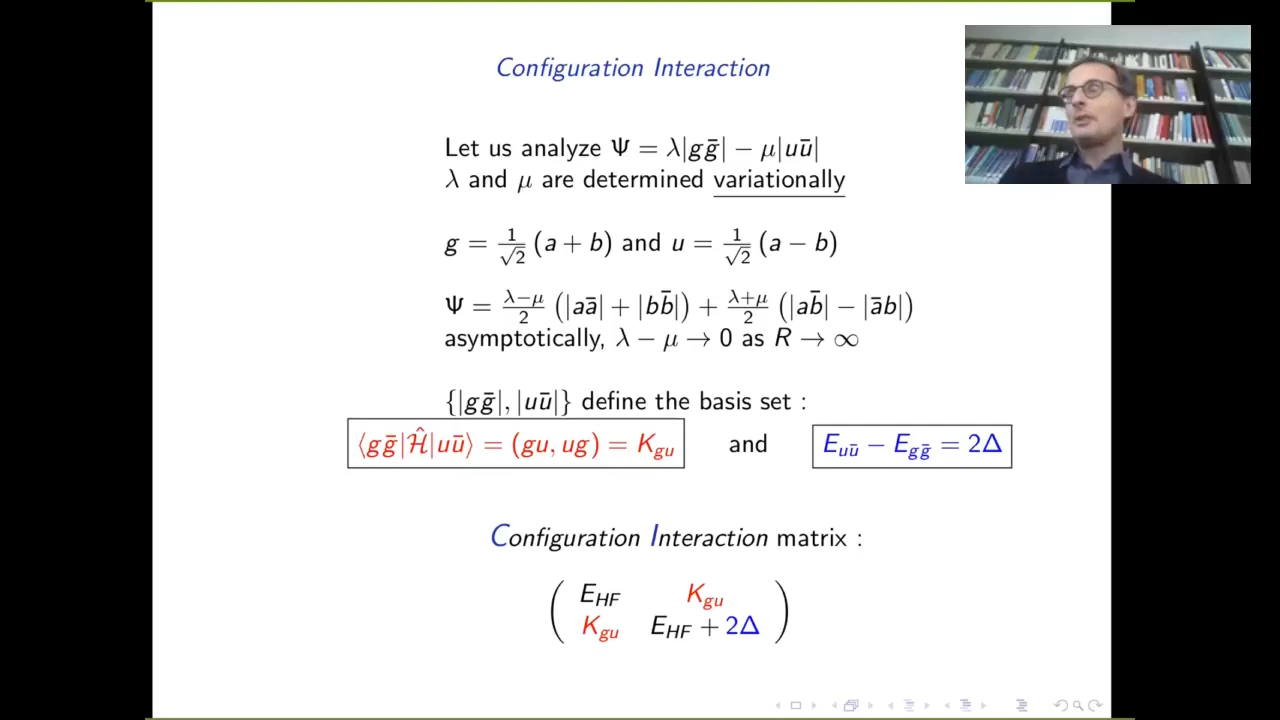 Configuration Interaction
Let us analyze Ψ = λ|gḡ| − μ|uū|
λ and μ are determined variationally
g = 1/√2 (a + b) and u = 1/√2 (a − b)
Ψ = λ−μ/2 (|aā| + |bb̄|) + λ+μ/2 (|ab̄| − |āb|)
asymptotically, λ − μ → 0 as R → ∞
{|gḡ|, |uū|} define the basis set :
⟨gḡ|Ĥ|uū⟩ = (gu, ug) = K_gu and E_uū − E_gḡ = 2Δ
Configuration Interaction matrix :
( E_HF K_gu
K_gu E_HF + 2Δ )